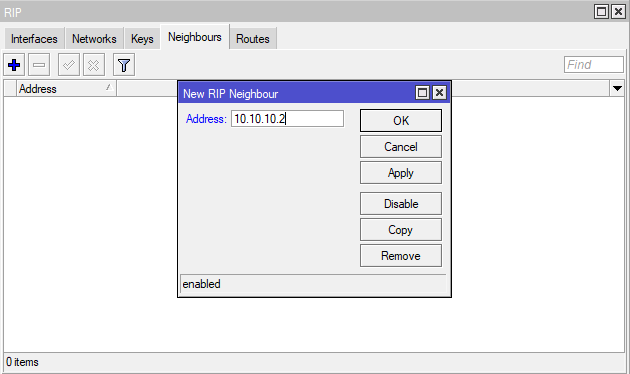 RIP
Interfaces Networks Keys Neighbours Routes
Find
Address
New RIP Neighbour
Address: 10.10.10.2
OK
Cancel
Apply
Disable
Copy
Remove
enabled
0 items